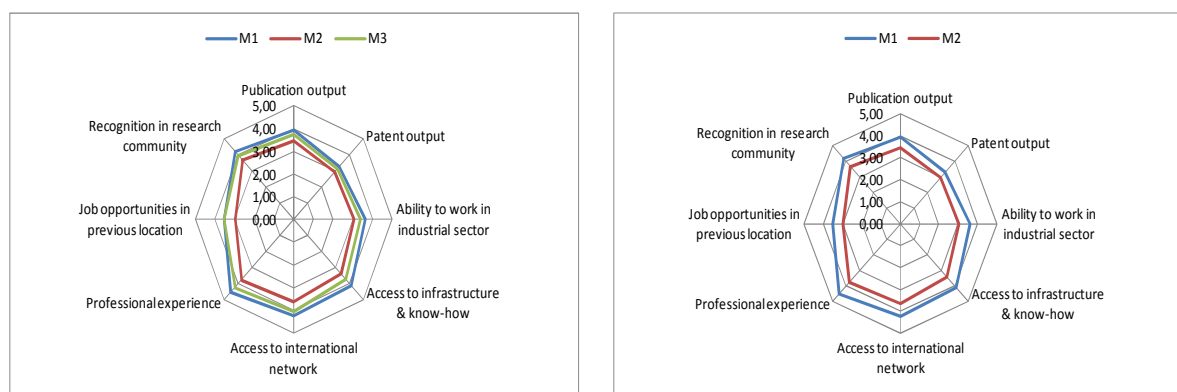 M1 M2 M3
Publication output
5,00
4,00
3,00
2,00
1,00
0,00
Patent output
Ability to work in
industrial sector
Access to infrastructure
& know-how
Access to international
network
Professional experience
Job opportunities in
previous location
Recognition in research
community
M1 M2
Publication output
5,00
4,00
3,00
2,00
1,00
0,00
Patent output
Ability to work in
industrial sector
Access to infrastructure
& know-how
Access to international
network
Professional experience
Job opportunities in
previous location
Recognition in research
community